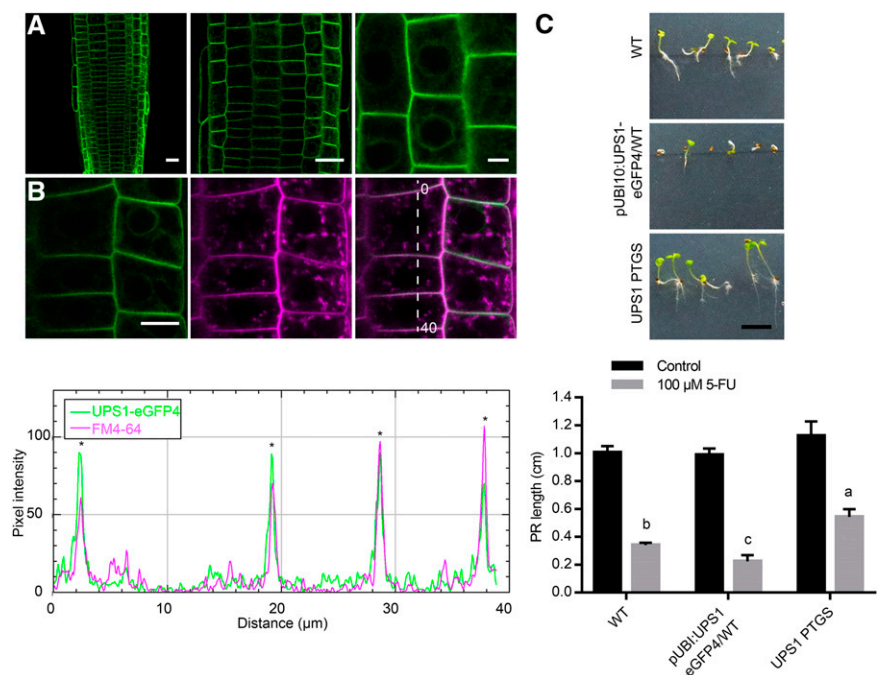 A
B
0
40
UPS1-eGFP4
FM4-64
*
*
*
*
100
50
0
Pixel intensity
0
10
20
30
40
Distance (µm)
C
WT
pUBI10:UPS1-
eGFP4/WT
UPS1 PTGS
Control
100 µM 5-FU
1.4
1.2
1.0
0.8
0.6
0.4
0.2
0.0
PR length (cm)
b
c
a
WT
pUBI:UPS1
eGFP4/WT
UPS1 PTGS